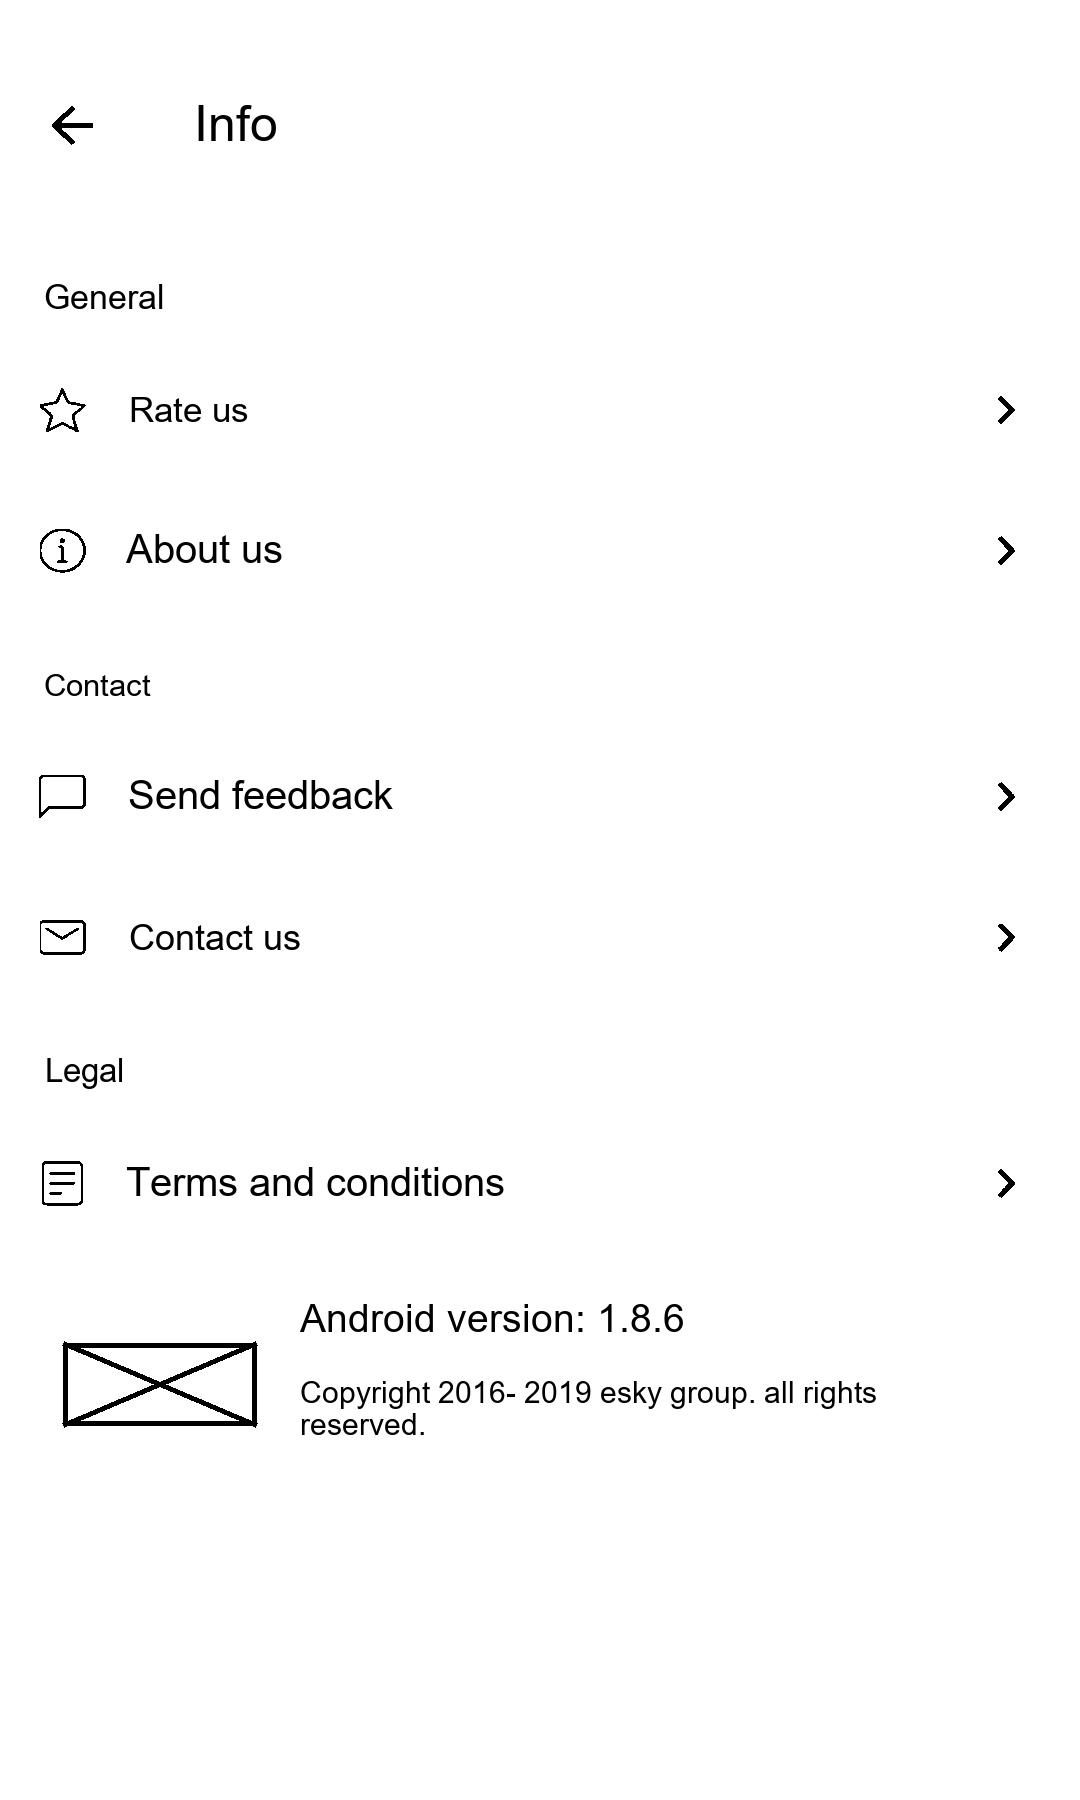 Info
General
Rate us
About us
Contact
Send feedback
Contact us
Legal
Terms and conditions
Android version: 1.8.6
Copyright 2016- 2019 esky group. all rights
reserved.